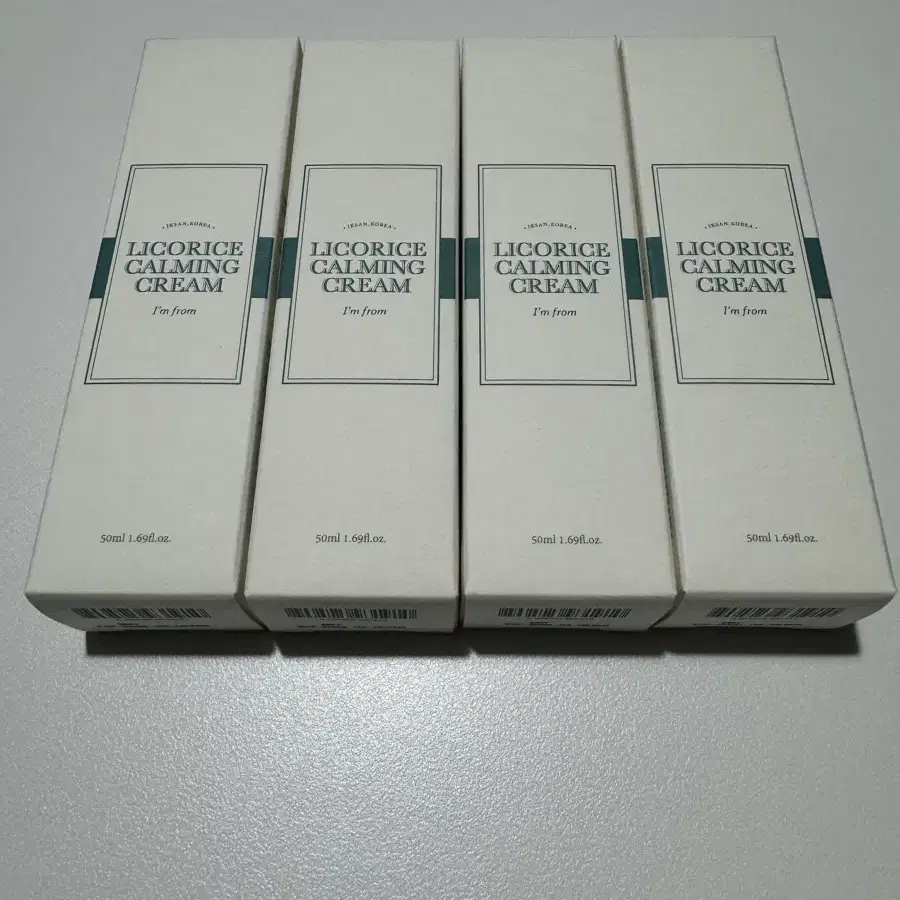 • IKSAN, KOREA •
LICORICE
CALMING
CREAM
I'm from
50ml 1.69fl.oz.
• IKSAN, KOREA •
LICORICE
CALMING
CREAM
I'm from
50ml 1.69fl.oz.
• IKSAN, KOREA •
LICORICE
CALMING
CREAM
I'm from
50ml 1.69fl.oz.
• IKSAN, KOREA •
LICORICE
CALMING
CREAM
I'm from
50ml 1.69fl.oz.